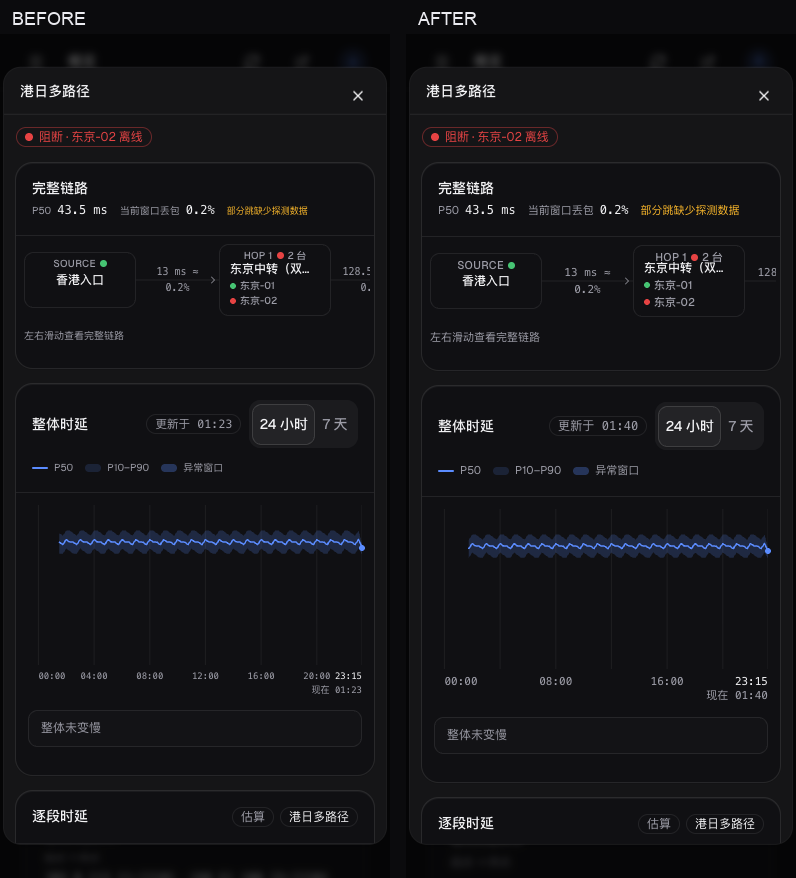 BEFORE
港日多路径
阻断 · 东京-02 离线
完整链路
P50 43.5 ms 当前窗口丢包 0.2% 部分跳缺少探测数据
SOURCE
香港入口
13 ms ≈
0.2%
HOP 1 2 台
东京中转（双...
东京-01
东京-02
128.5
0.
左右滑动查看完整链路
整体时延
更新于 01:23
24 小时 7 天
P50 P10–P90 异常窗口
00:00 04:00 08:00 12:00 16:00 20:00 23:15
现在 01:23
整体未变慢
逐段时延
估算
港日多路径
AFTER
港日多路径
阻断 · 东京-02 离线
完整链路
P50 43.5 ms 当前窗口丢包 0.2% 部分跳缺少探测数据
SOURCE
香港入口
13 ms ≈
0.2%
HOP 1 2 台
东京中转（双...
东京-01
东京-02
128
左右滑动查看完整链路
整体时延
更新于 01:40
24 小时 7 天
P50 P10–P90 异常窗口
00:00 08:00 16:00 23:15
现在 01:40
整体未变慢
逐段时延
估算
港日多路径